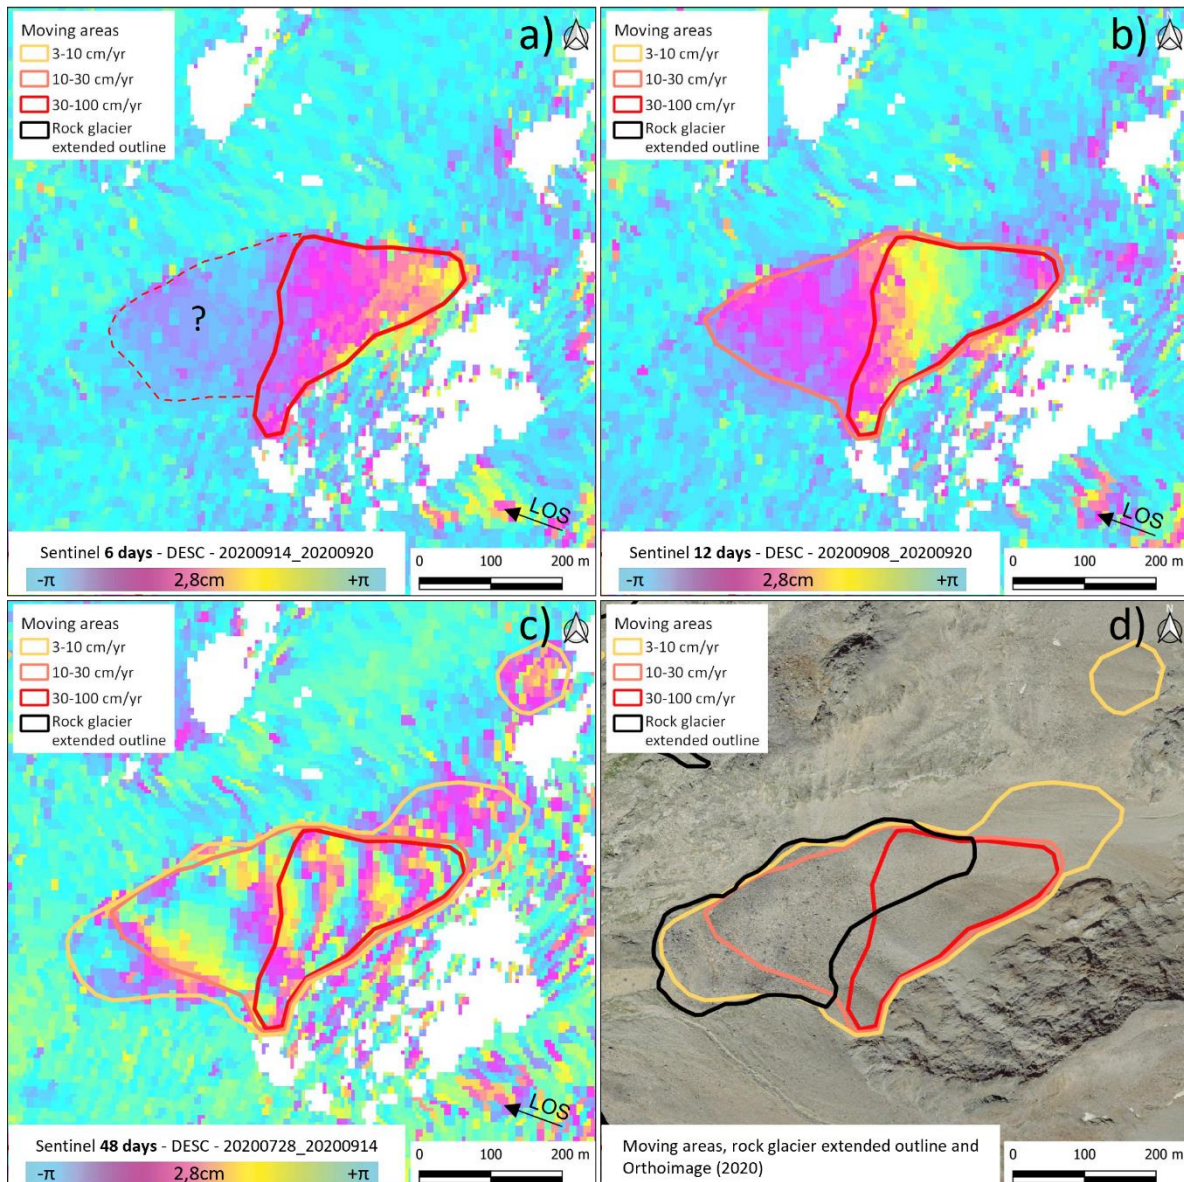 a)
N
Moving areas
3-10 cm/yr
10-30 cm/yr
30-100 cm/yr
Rock glacier
extended outline
?
LOS
Sentinel 6 days - DESC - 20200914_20200920
-π 2,8cm +π
0 100 200 m
b)
N
Moving areas
3-10 cm/yr
10-30 cm/yr
30-100 cm/yr
Rock glacier
extended outline
LOS
Sentinel 12 days - DESC - 20200908_20200920
-π 2,8cm +π
0 100 200 m
c)
N
Moving areas
3-10 cm/yr
10-30 cm/yr
30-100 cm/yr
Rock glacier
extended outline
LOS
Sentinel 48 days - DESC - 20200728_20200914
-π 2,8cm +π
0 100 200 m
d)
N
Moving areas
3-10 cm/yr
10-30 cm/yr
30-100 cm/yr
Rock glacier
extended outline
Moving areas, rock glacier extended outline and
Orthoimage (2020)
0 100 200 m